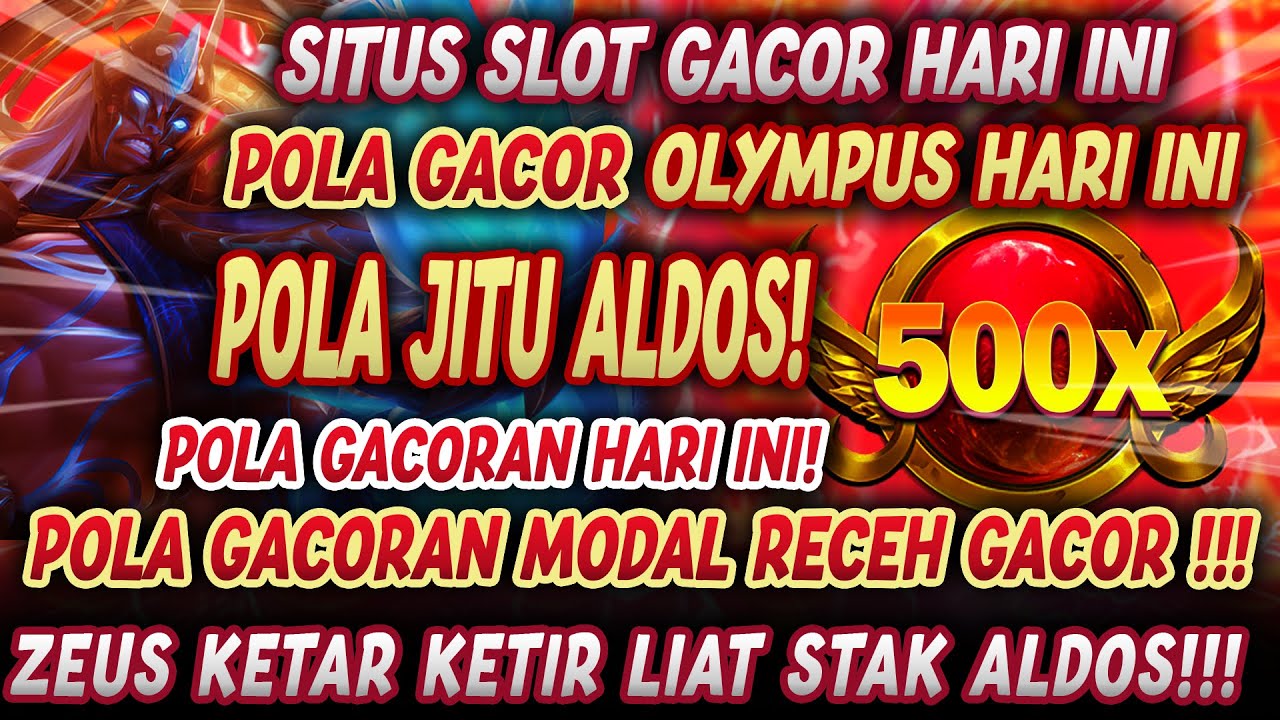 SITUS SLOT GACOR HARI INI
POLA GACOR OLYMPUS HARI INI
POLA JITU ALDOS!
500x
POLA GACORAN HARI INI!
POLA GACORAN MODAL RECEH GACOR !!!
ZEUS KETAR KETIR LIAT STAK ALDOS!!!